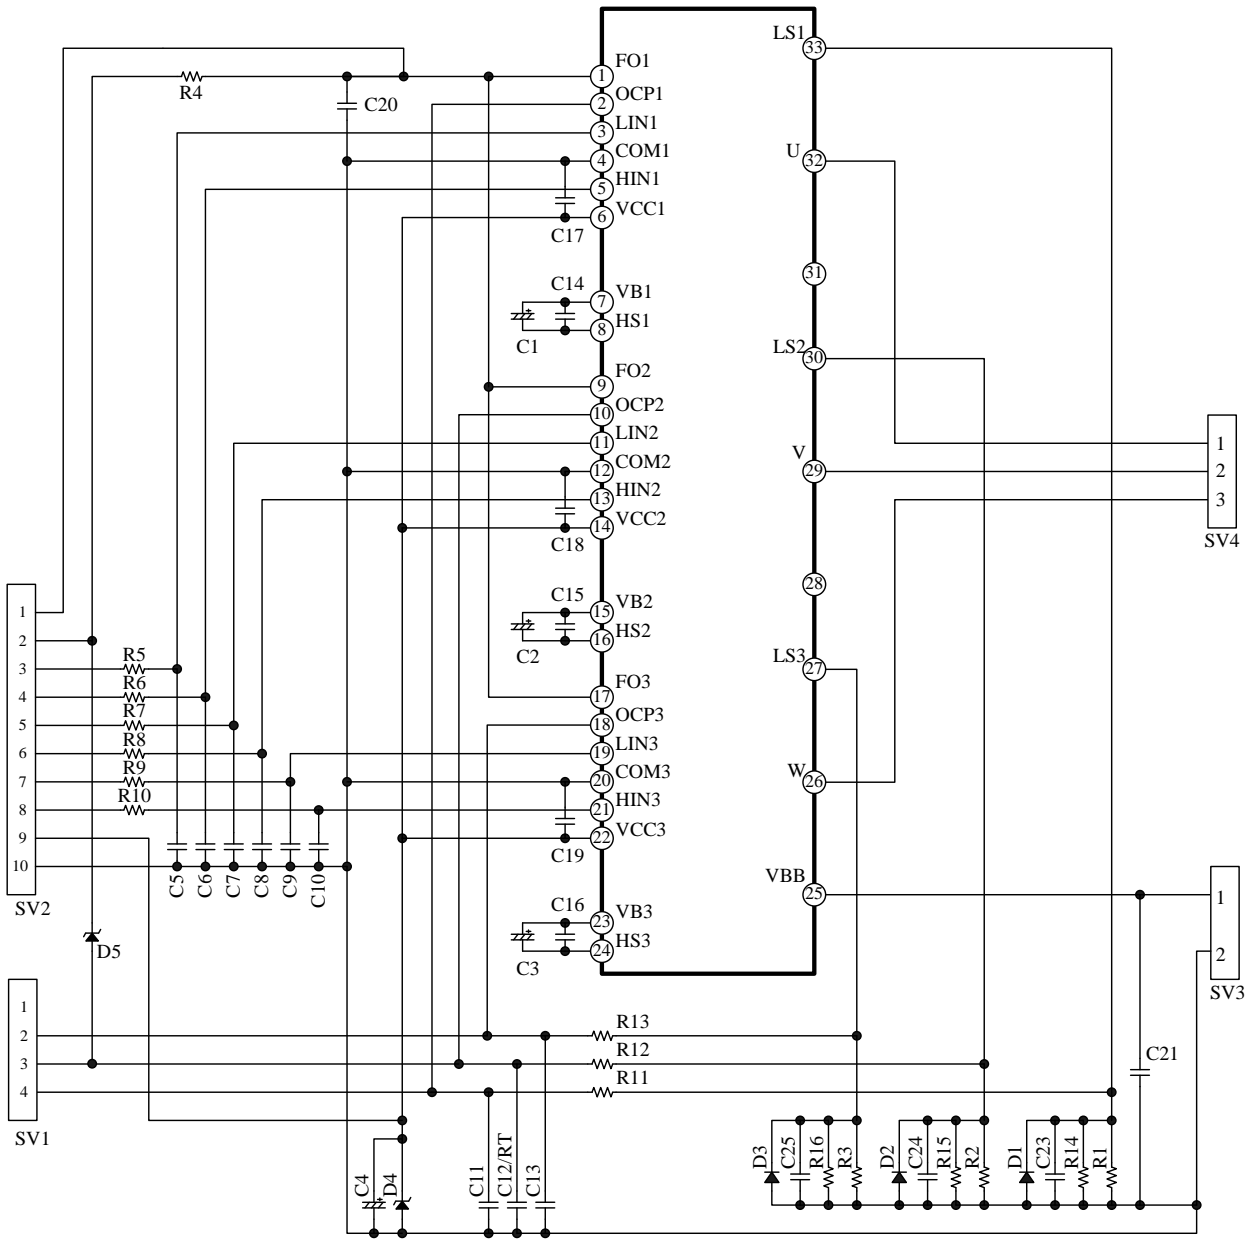 LS1
33
FO1
1
R4
C20
OCP1
2
LIN1
3
COM1
4
U
32
HIN1
5
VCC1
6
C17
31
C14
VB1
7
HS1
8
C1
LS2
30
FO2
9
OCP2
10
LIN2
11
1
COM2
12
V
29
2
HIN2
13
3
VCC2
14
C18
SV4
28
C15
VB2
15
1
HS2
16
2
C2
R5
3
LS3
27
R6
4
FO3
17
R7
5
OCP3
18
R8
6
LIN3
19
R9
7
COM3
20
W
26
R10
8
HIN3
21
9
VCC3
22
C19
10
C5
C6
C7
C8
C9
C10
VBB
25
1
SV2
C16
VB3
23
D5
HS3
24
C3
2
SV3
1
R13
2
R12
3
C21
R11
4
SV1
C4
D4
C11
C12/RT
C13
D3
C25
R16
R3
D2
C24
R15
R2
D1
C23
R14
R1